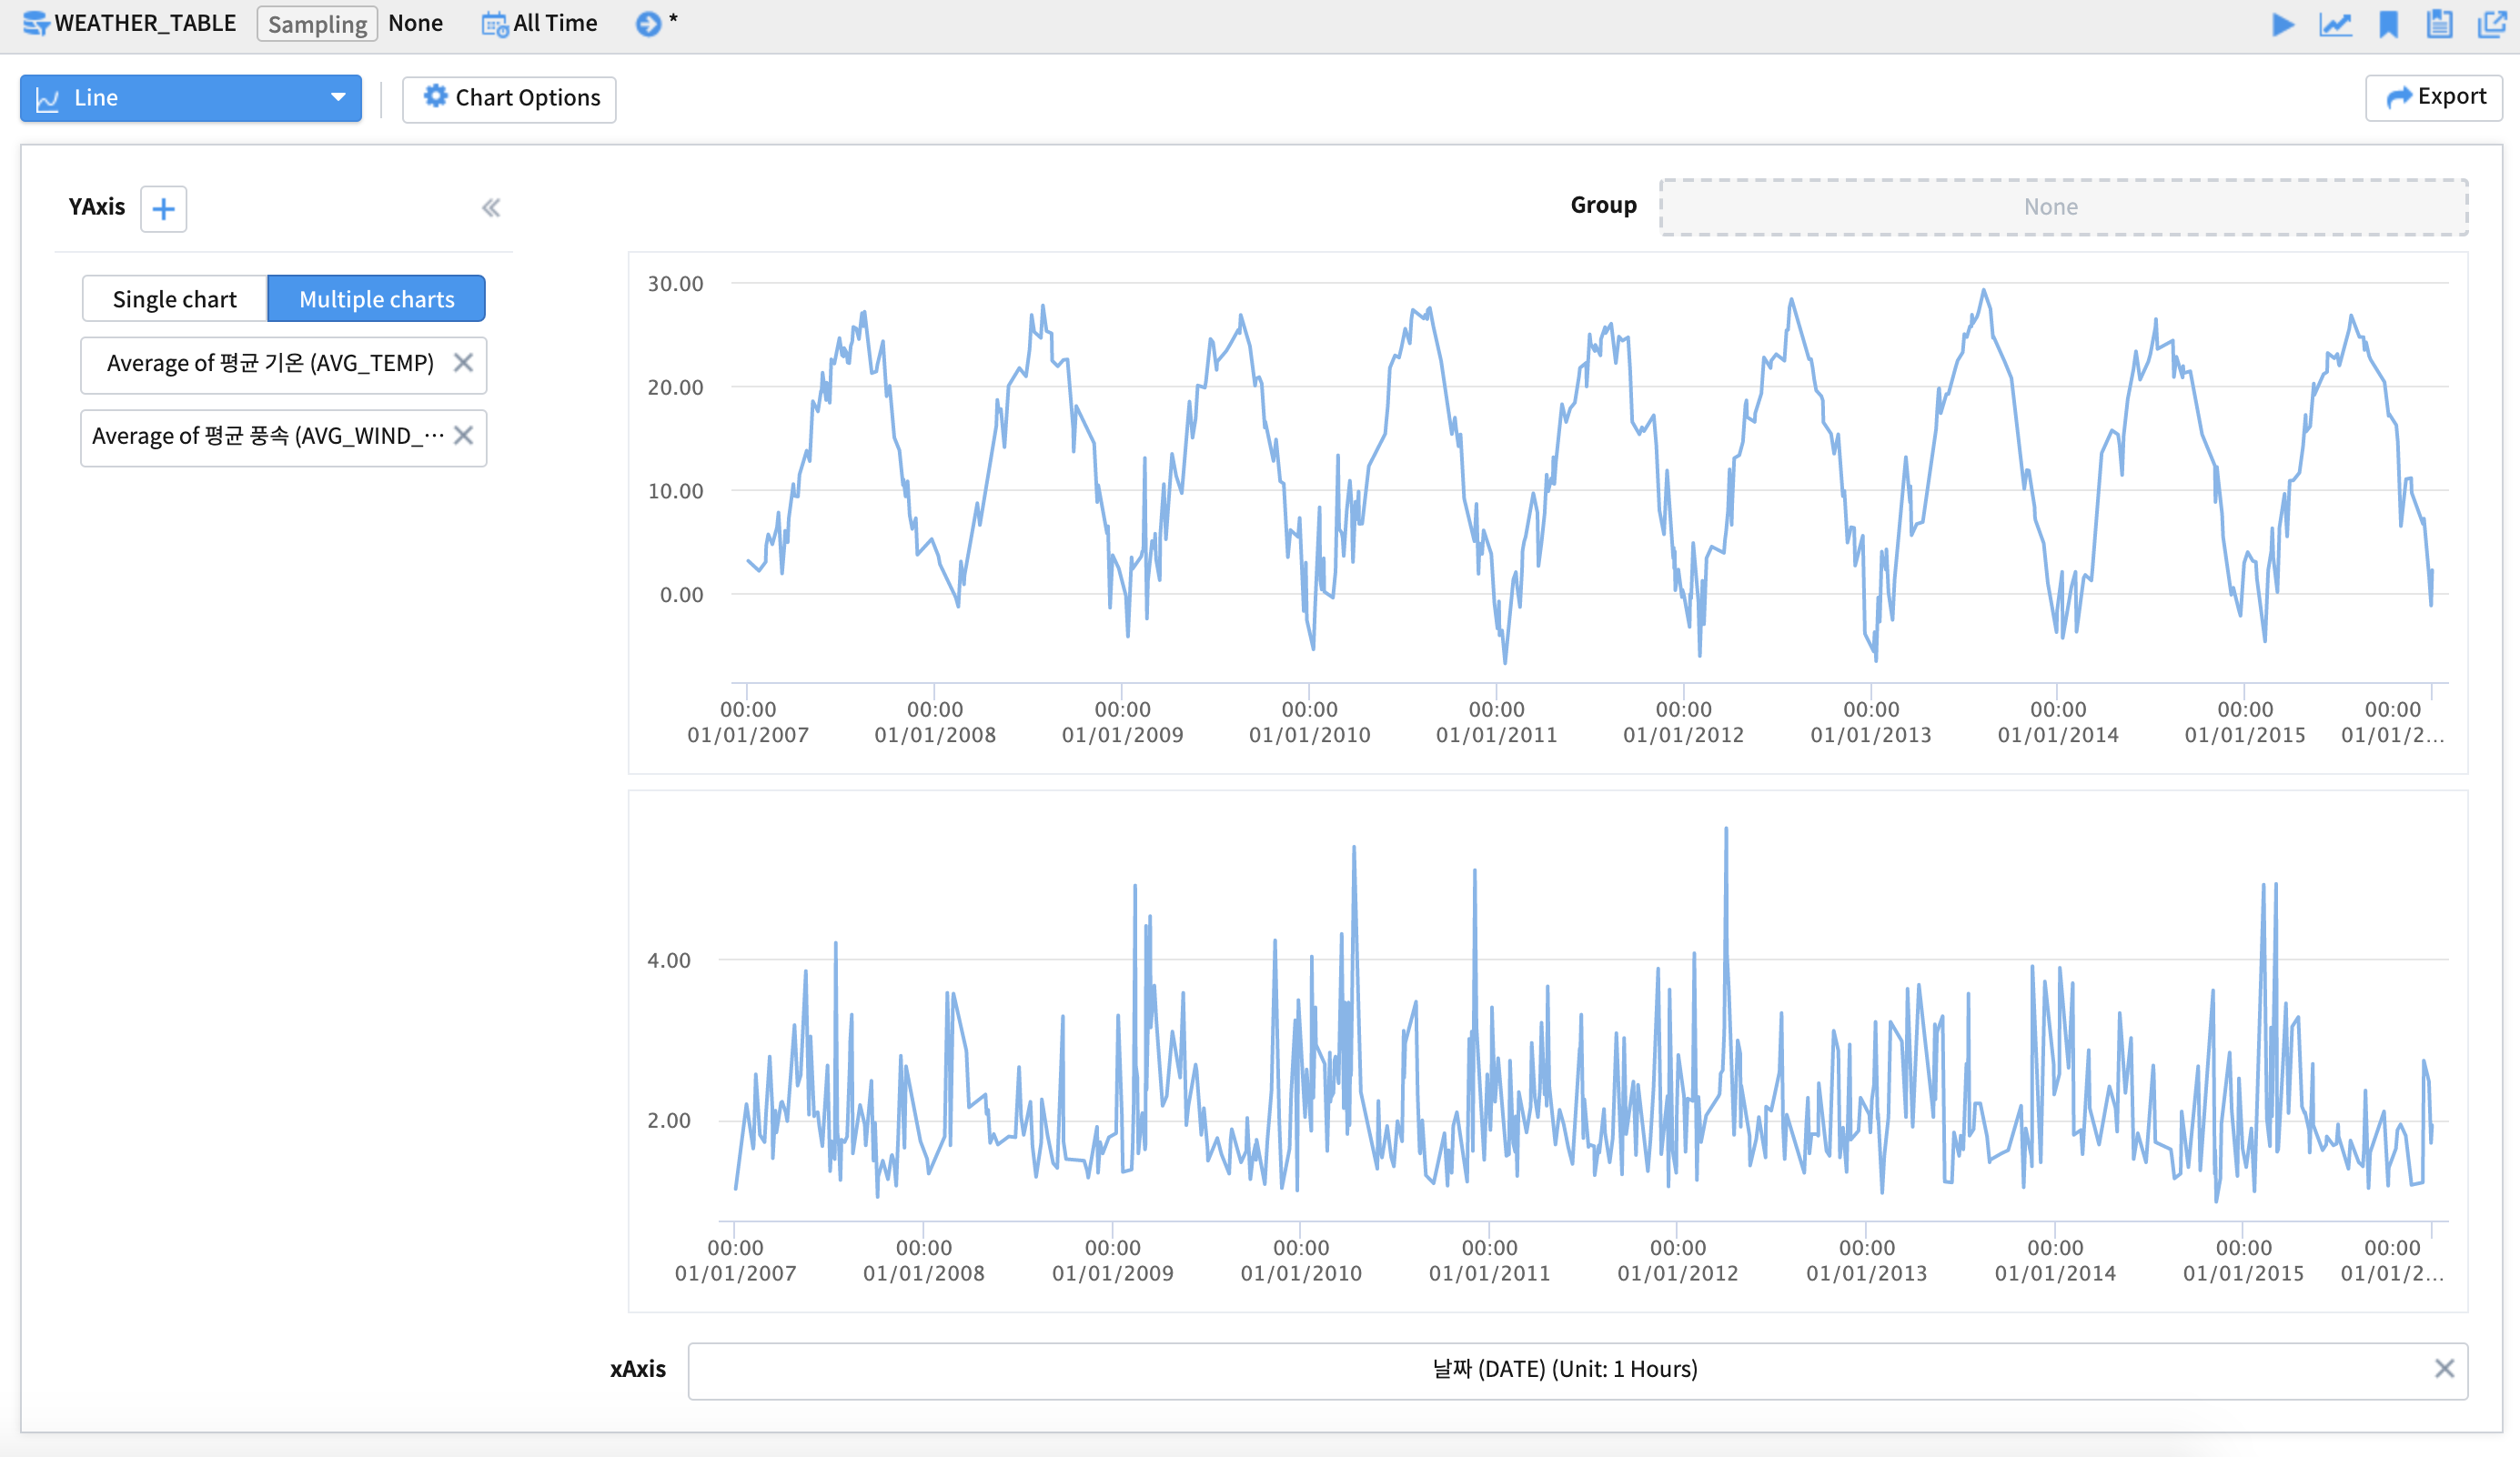 WEATHER_TABLE Sampling None All Time *
Line Chart Options Export
YAxis Group None
Single chart Multiple charts
Average of 평균 기온 (AVG_TEMP)
Average of 평균 풍속 (AVG_WIND_···
30.00
20.00
10.00
0.00
00:00 00:00 00:00 00:00 00:00 00:00 00:00 00:00 00:00 00:00
01/01/2007 01/01/2008 01/01/2009 01/01/2010 01/01/2011 01/01/2012 01/01/2013 01/01/2014 01/01/2015 01/01/2...
4.00
2.00
00:00 00:00 00:00 00:00 00:00 00:00 00:00 00:00 00:00 00:00
01/01/2007 01/01/2008 01/01/2009 01/01/2010 01/01/2011 01/01/2012 01/01/2013 01/01/2014 01/01/2015 01/01/2...
xAxis 날짜 (DATE) (Unit: 1 Hours)